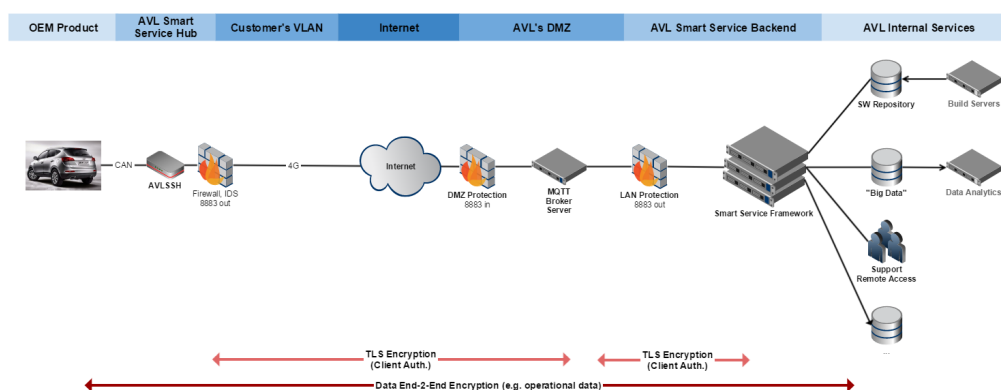 OEM Product
AVL Smart
Service Hub
Customer's VLAN
Internet
AVL's DMZ
AVL Smart Service Backend
AVL Internal Services
SW Repository
Build Servers
CAN
AVLSSH
Firewall, IDS
8883 out
4G
Internet
DMZ Protection
8883 in
MQTT
Broker
Server
LAN Protection
8883 out
Smart Service Framework
"Big Data"
Data Analytics
Support
Remote Access
...
TLS Encryption
(Client Auth.)
TLS Encryption
(Client Auth.)
Data End-2-End Encryption (e.g. operational data)